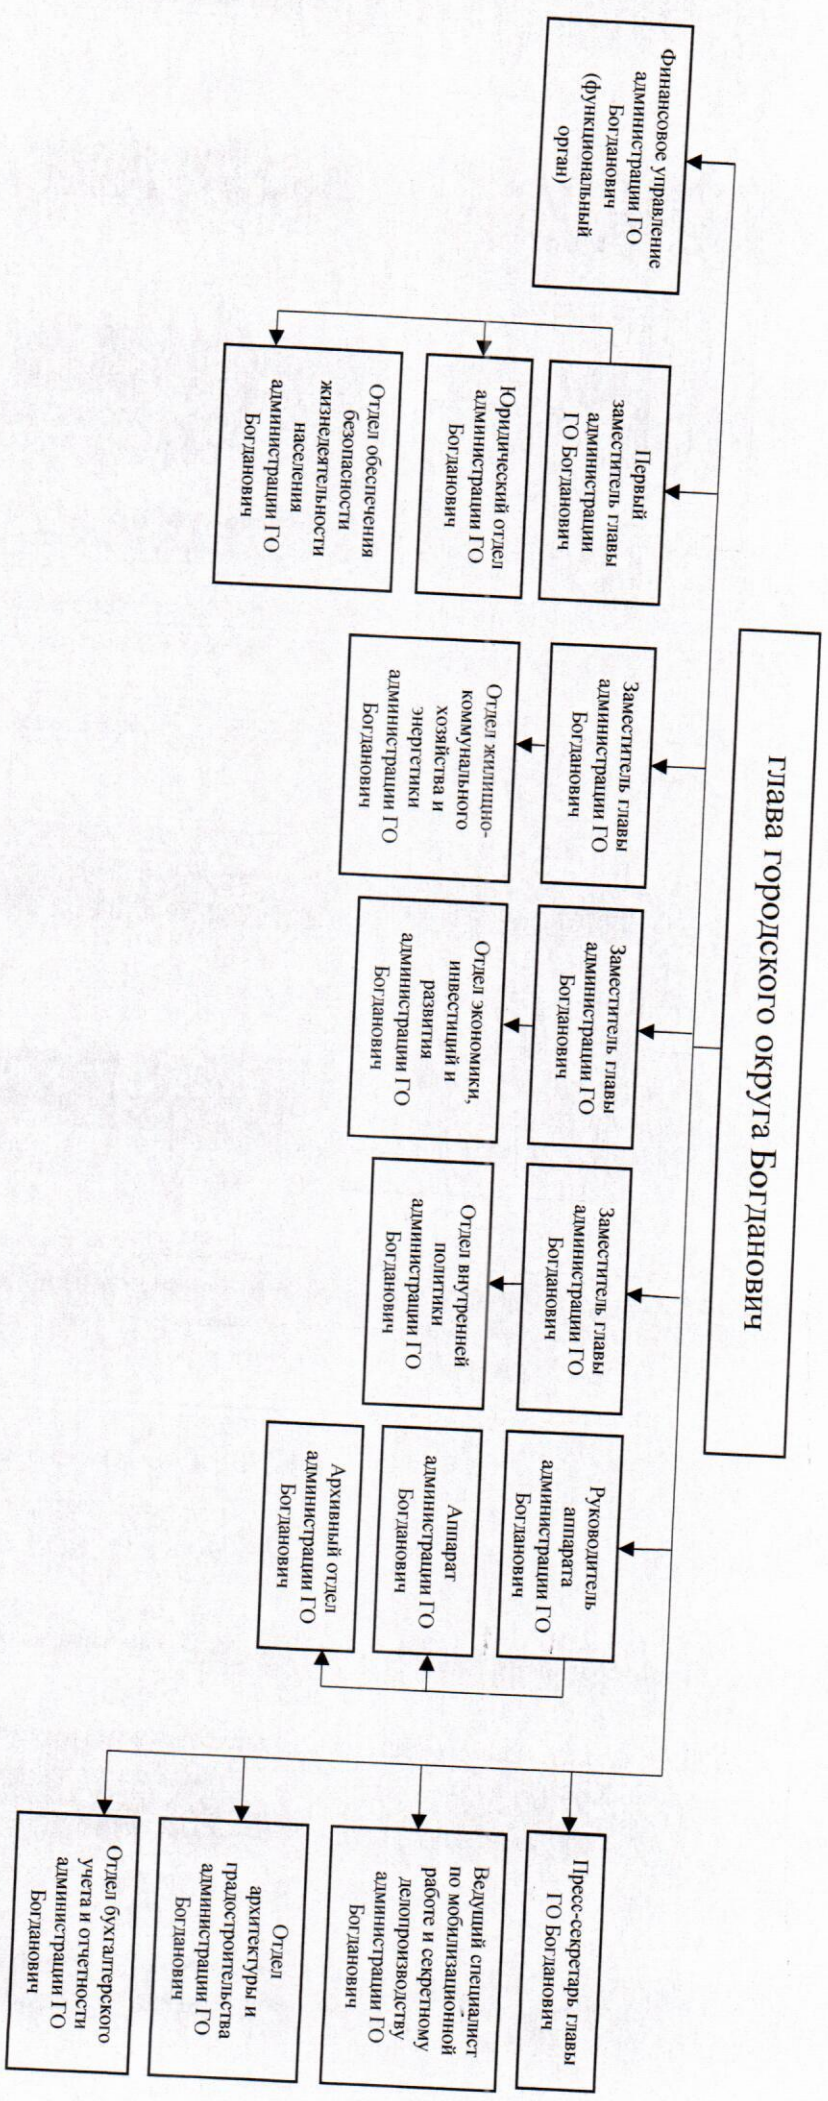 глава городского округа Богданович
Финансовое управление
администрации ГО
Богданович
(функциональный
орган)
Первый
заместитель главы
администрации
ГО Богданович
Юридический отдел
администрации ГО
Богданович
Отдел обеспечения
безопасности
жизнедеятельности
населения
администрации ГО
Богданович
Заместитель главы
администрации ГО
Богданович
Отдел жилищно-
коммунального
хозяйства и
энергетики
администрации ГО
Богданович
Заместитель главы
администрации ГО
Богданович
Отдел экономики,
инвестиций и
развития
администрации ГО
Богданович
Заместитель главы
администрации ГО
Богданович
Отдел внутренней
политики
администрации ГО
Богданович
Руководитель
аппарата
администрации ГО
Богданович
Аппарат
администрации ГО
Богданович
Архивный отдел
администрации ГО
Богданович
Пресс-секретарь главы
ГО Богданович
Ведущий специалист
по мобилизационной
работе и секретному
делопроизводству
администрации ГО
Богданович
Отдел
архитектуры и
градостроительства
администрации ГО
Богданович
Отдел бухгалтерского
учета и отчетности
администрации ГО
Богданович